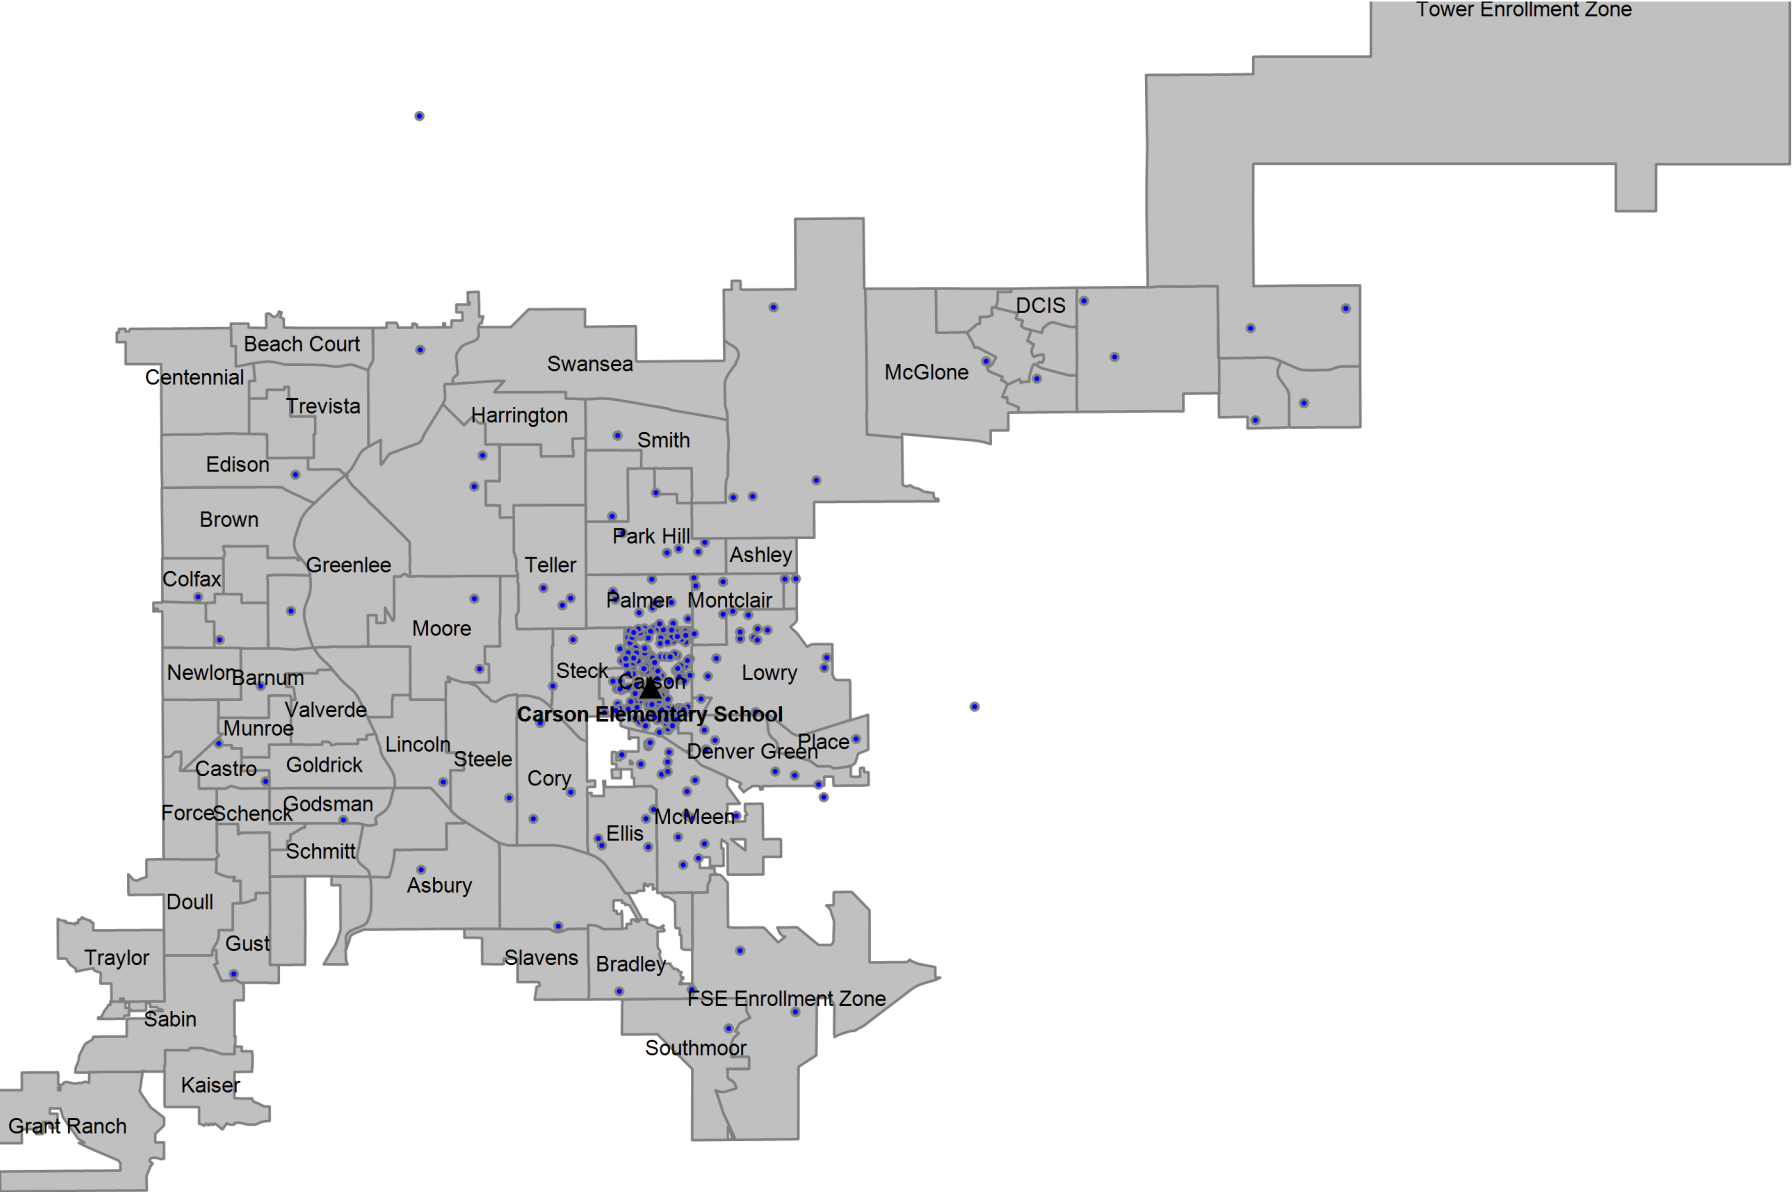 Tower Enrollment Zone
DCIS
Beach Court
Swansea
McGlone
Centennial
Trevista
Harrington
Smith
Edison
Brown
Park Hill
Ashley
Greenlee
Teller
Colfax
Palmer
Montclair
Moore
Steck
Newlon
Barnum
Carson
Lowry
Valverde
Carson Elementary School
Munroe
Lincoln
Place
Denver Green
Steele
Castro
Goldrick
Cory
Godsman
Force
Schenck
McMeen
Ellis
Schmitt
Asbury
Doull
Gust
Traylor
Slavens
Bradley
FSE Enrollment Zone
Sabin
Southmoor
Kaiser
Grant Ranch